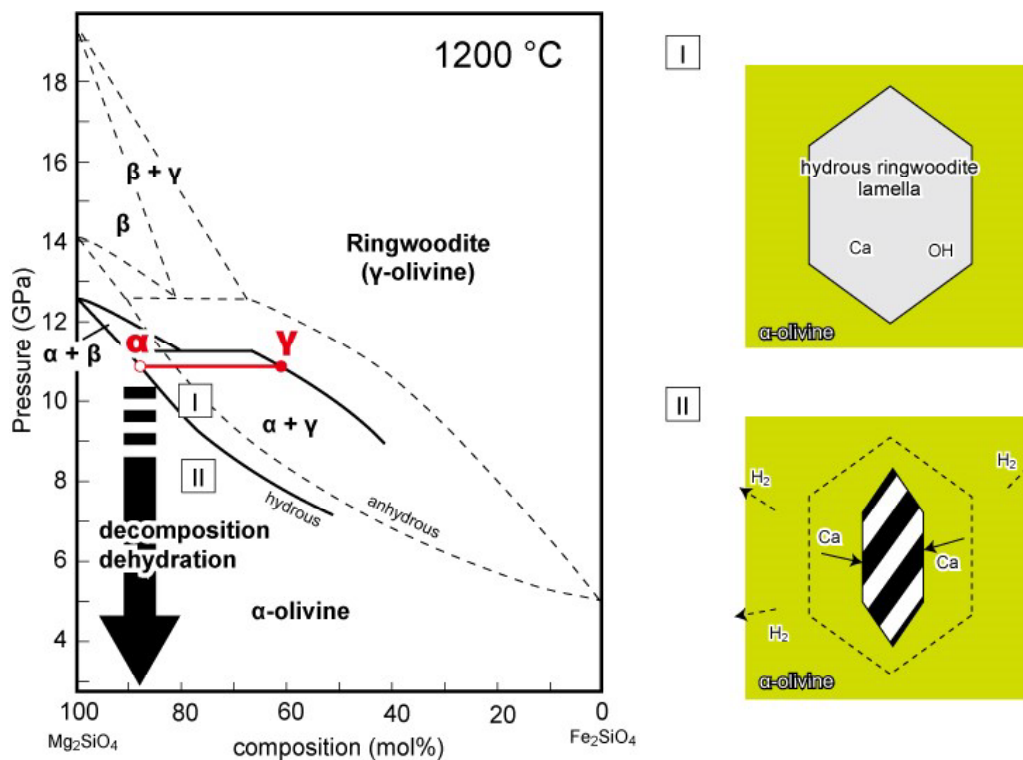 1200 °C
Pressure (GPa)
18
16
14
12
10
8
6
4
β + γ
β
Ringwoodite
(γ-olivine)
α + β
α
γ
I
α + γ
II
hydrous
anhydrous
decomposition
dehydration
α-olivine
100
80
60
40
20
0
Mg₂SiO₄
composition (mol%)
Fe₂SiO₄
I
hydrous ringwoodite
lamella
Ca
OH
α-olivine
II
H₂
H₂
Ca
Ca
H₂
α-olivine